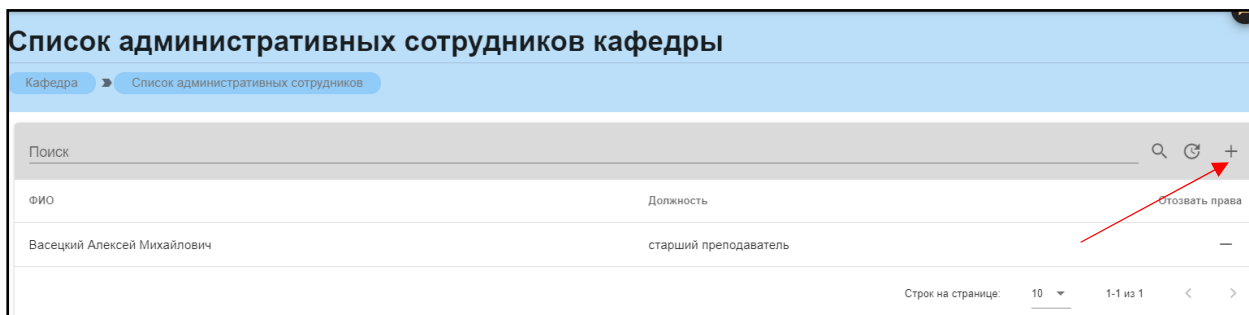 Список административных сотрудников кафедры
Кафедра Список административных сотрудников
Поиск
ФИО Должность Отозвать права
Васецкий Алексей Михайлович старший преподаватель
Строк на странице: 10 1-1 из 1